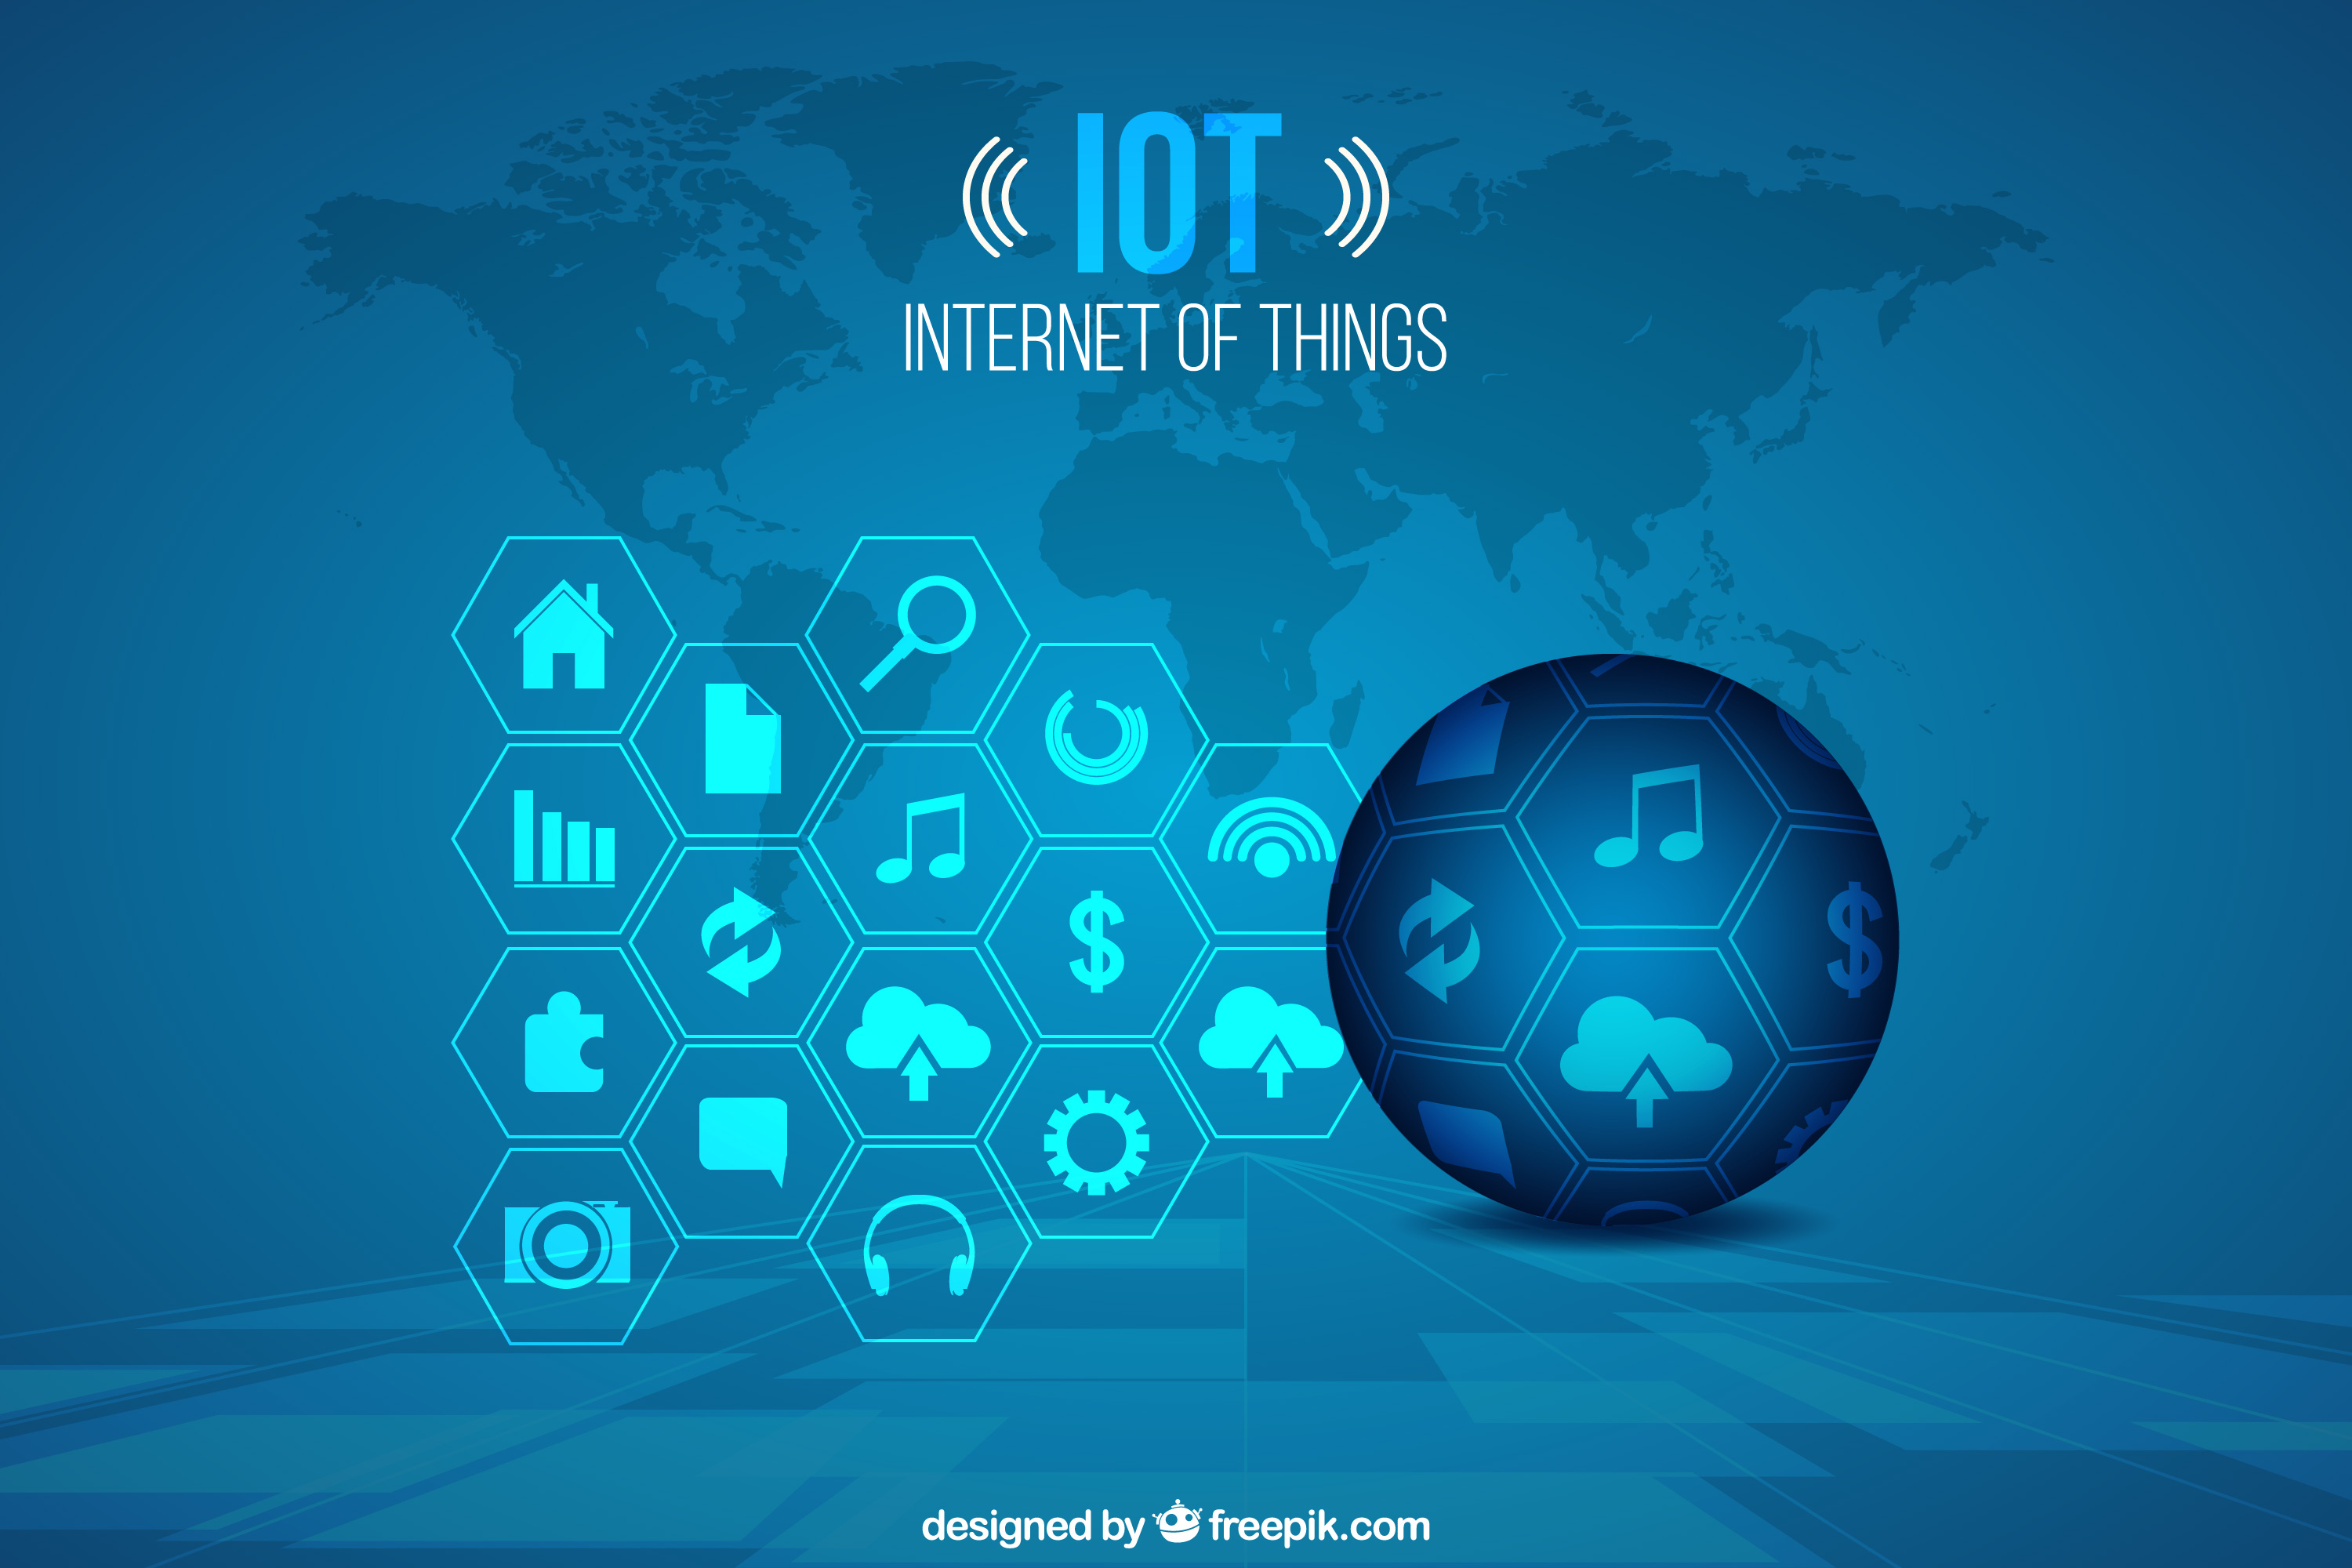 IOT
INTERNET OF THINGS
$
$
designed by freepik.com